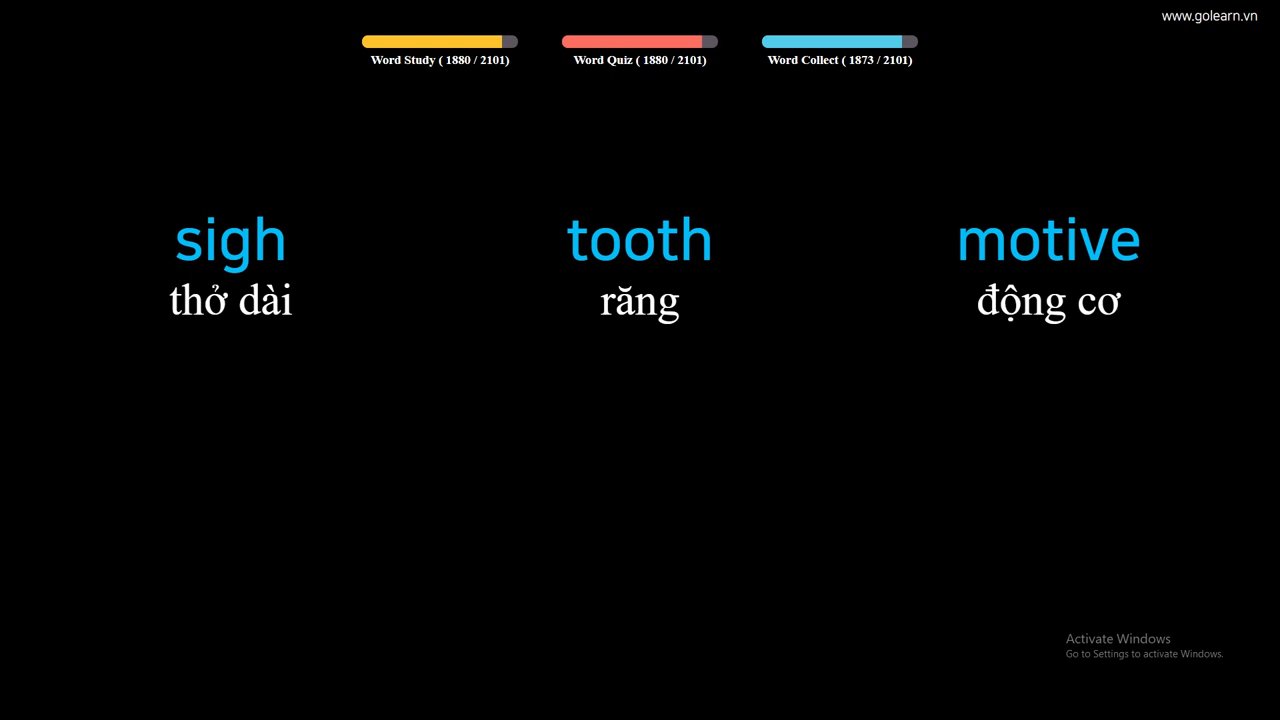 www.golearn.vn
Word Study ( 1880 / 2101)
Word Quiz ( 1880 / 2101)
Word Collect ( 1873 / 2101)
sigh
thở dài
tooth
răng
motive
động cơ
Activate Windows
Go to Settings to activate Windows.